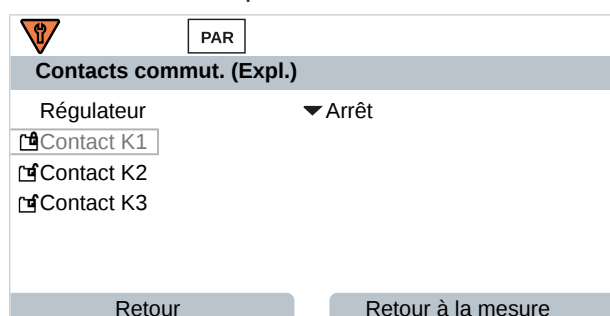 PAR
Contacts commut. (Expl.)
Régulateur Arrêt
Contact K1
Contact K2
Contact K3
Retour Retour à la mesure